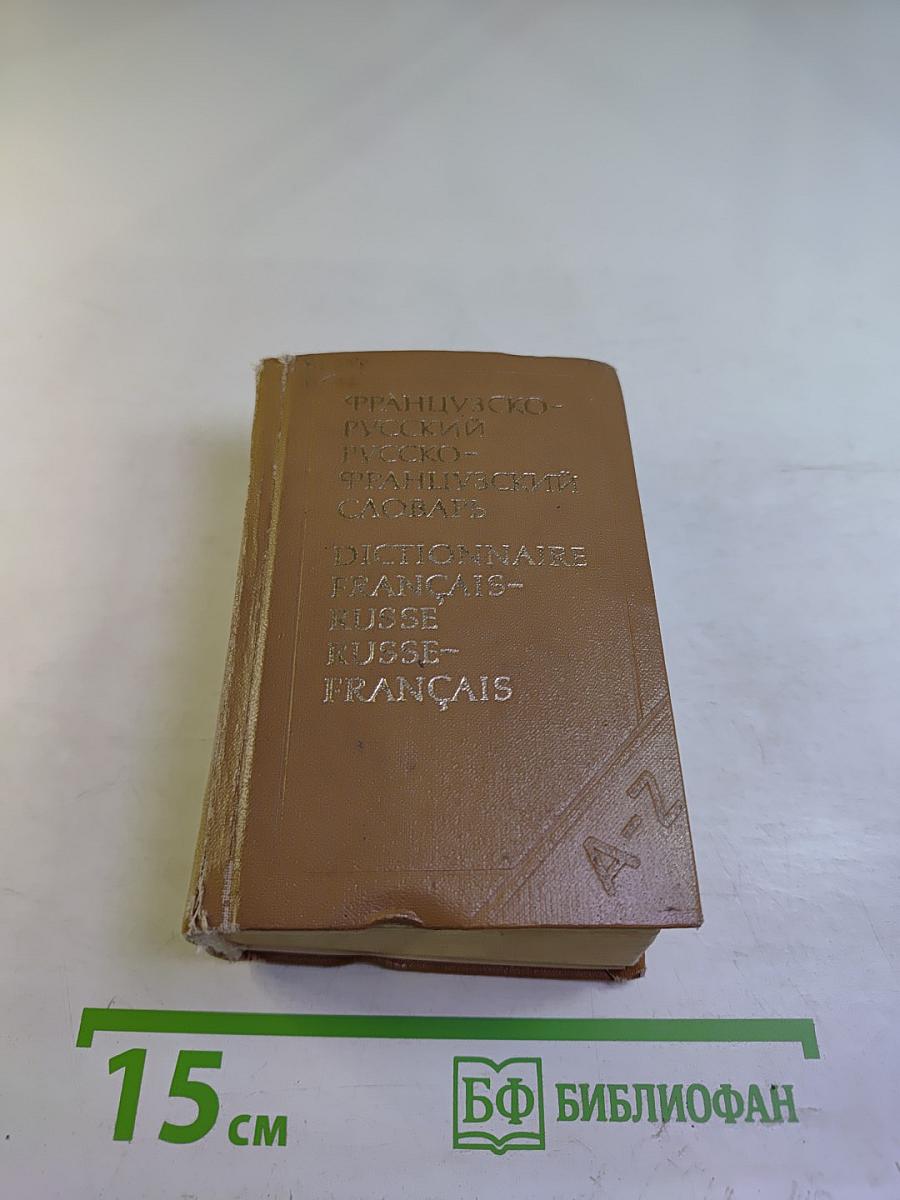 ФРАНЦУЗСКО-
РУССКИЙ
РУССКО-
ФРАНЦУЗСКИЙ
СЛОВАРЬ
DICTIONNAIRE
FRANÇAIS-
RUSSE
RUSSE-
FRANÇAIS
A-Z
15 см
БФ БИБЛИОФАН